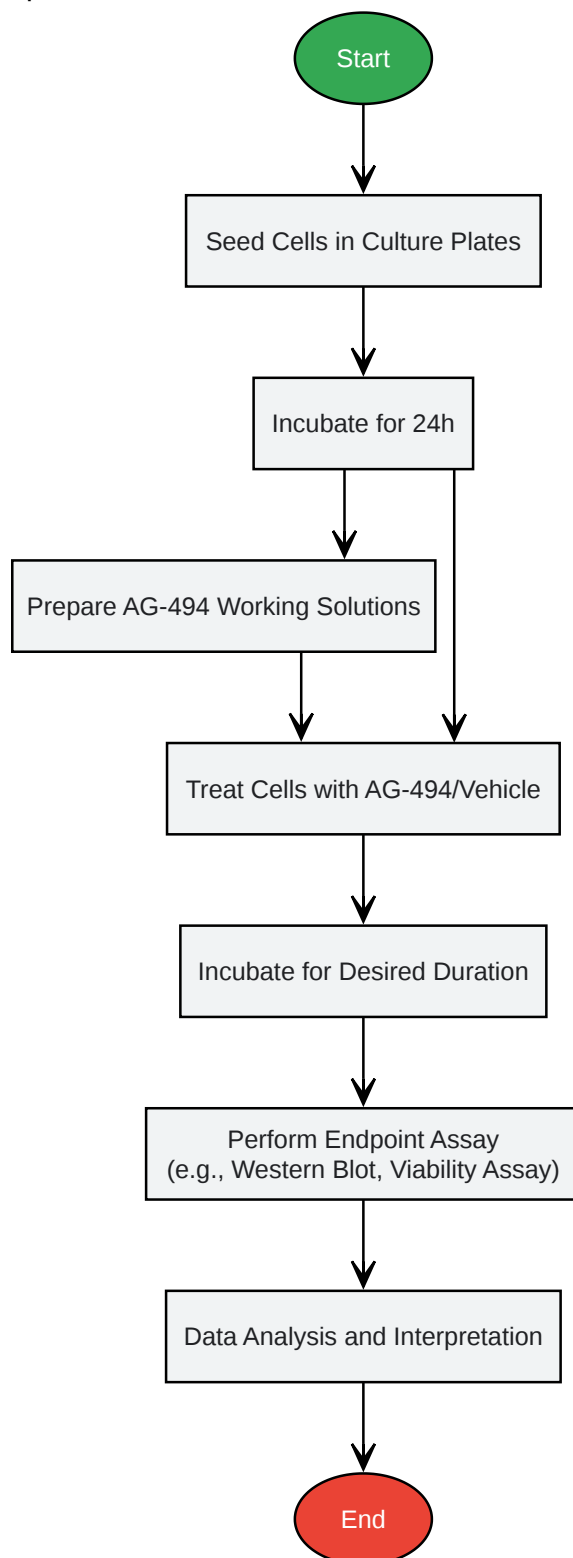 Start
Seed Cells in Culture Plates
Incubate for 24h
Prepare AG-494 Working Solutions
Treat Cells with AG-494/Vehicle
Incubate for Desired Duration
Perform Endpoint Assay
(e.g., Western Blot, Viability Assay)
Data Analysis and Interpretation
End